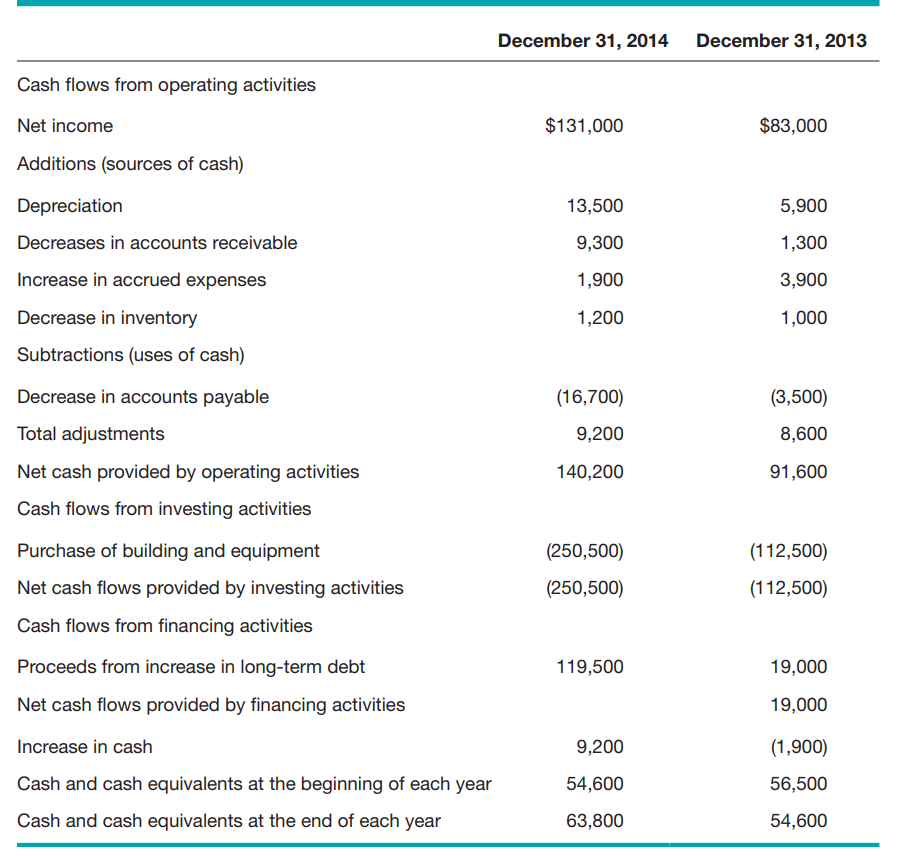 December 31, 2014 December 31, 2013
Cash flows from operating activities
Net income $131,000 $83,000
Additions (sources of cash)
Depreciation 13,500 5,900
Decreases in accounts receivable 9,300 1,300
Increase in accrued expenses 1,900 3,900
Decrease in inventory 1,200 1,000
Subtractions (uses of cash)
Decrease in accounts payable (16,700) (3,500)
Total adjustments 9,200 8,600
Net cash provided by operating activities 140,200 91,600
Cash flows from investing activities
Purchase of building and equipment (250,500) (112,500)
Net cash flows provided by investing activities (250,500) (112,500)
Cash flows from financing activities
Proceeds from increase in long-term debt 119,500 19,000
Net cash flows provided by financing activities 19,000
Increase in cash 9,200 (1,900)
Cash and cash equivalents at the beginning of each year 54,600 56,500
Cash and cash equivalents at the end of each year 63,800 54,600